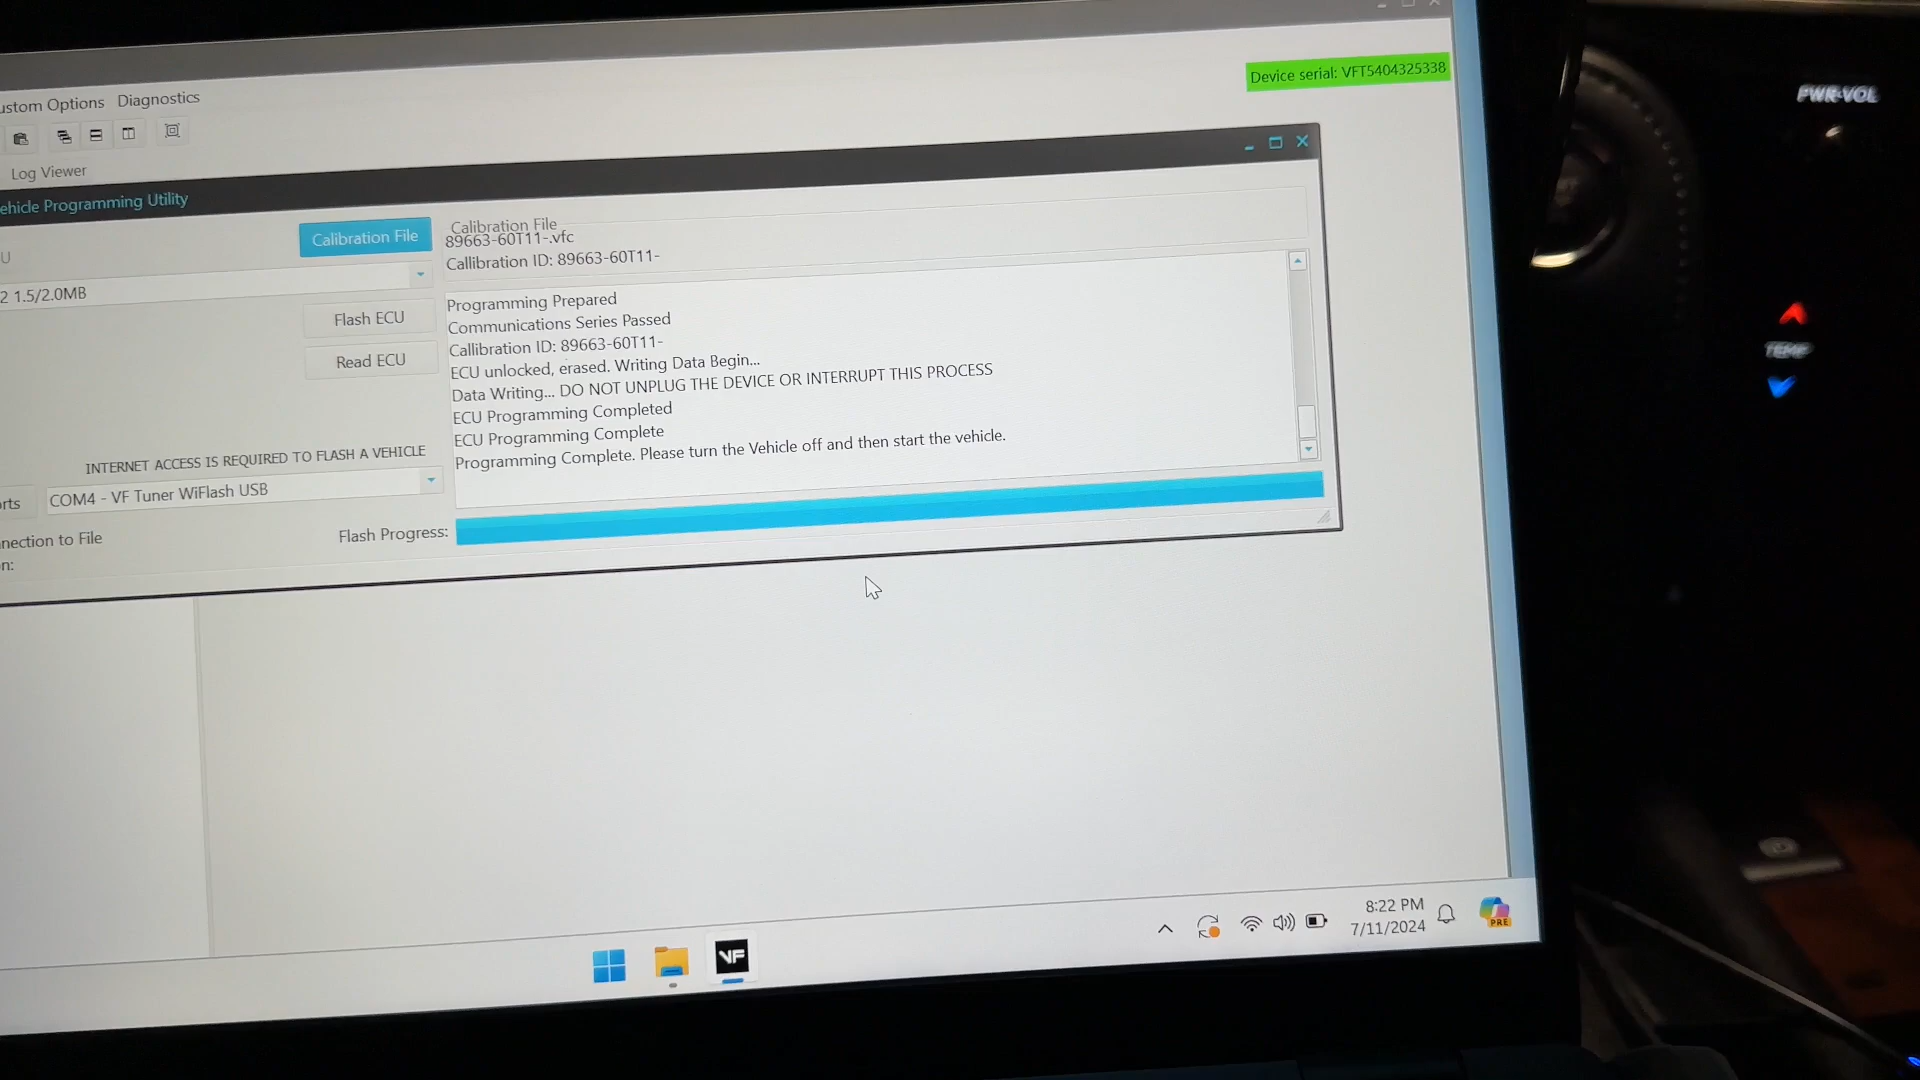 ustom Options Diagnostics
Device serial: VFT5404325338
Log Viewer
ehicle Programming Utility
U
Calibration File
Calibration File
89663-60T11-.vfc
Callibration ID: 89663-60T11-
2 1.5/2.0MB
Flash ECU
Read ECU
Programming Prepared
Communications Series Passed
Callibration ID: 89663-60T11-
ECU unlocked, erased. Writing Data Begin...
Data Writing... DO NOT UNPLUG THE DEVICE OR INTERRUPT THIS PROCESS
ECU Programming Completed
ECU Programming Complete
Programming Complete. Please turn the Vehicle off and then start the vehicle.
INTERNET ACCESS IS REQUIRED TO FLASH A VEHICLE
rts COM4 - VF Tuner WiFlash USB
nection to File
Flash Progress:
n:
VF
8:22 PM
7/11/2024
PRE
PWR·VOL
TEMP